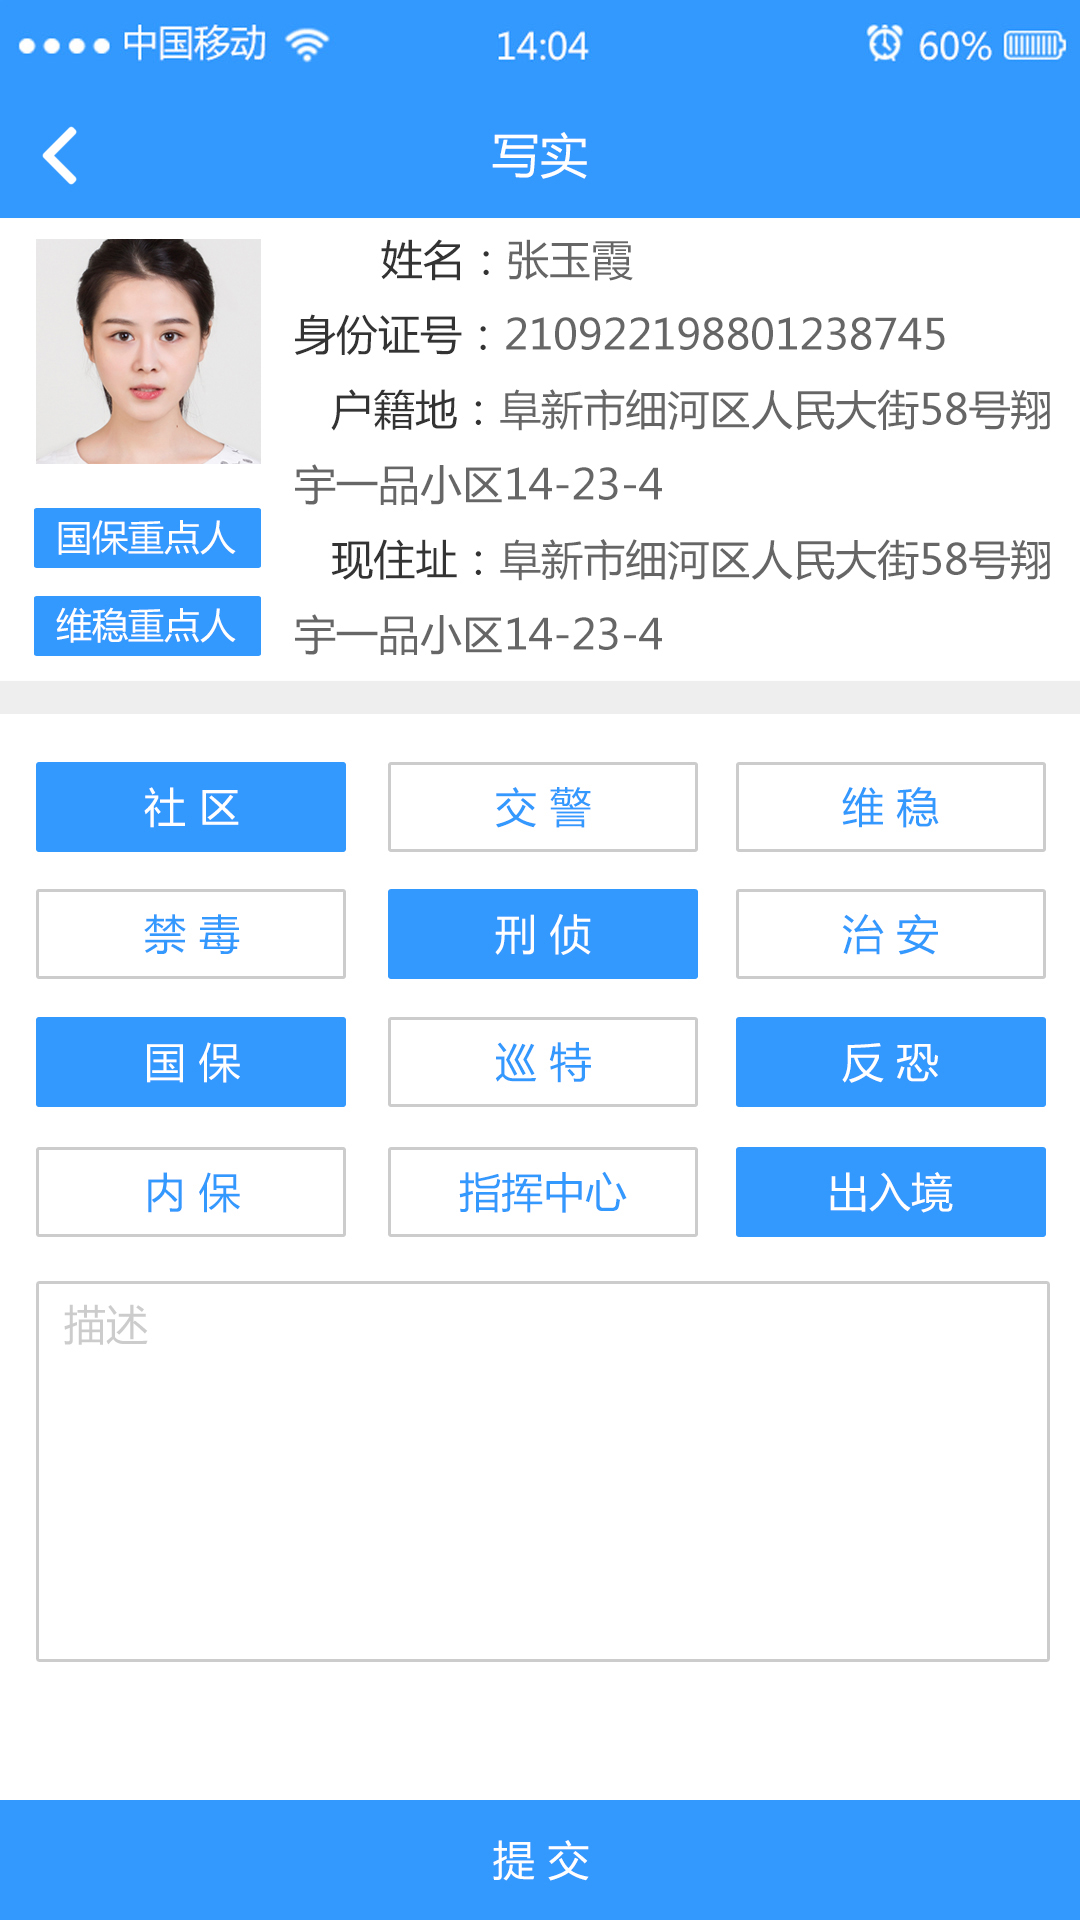 中国移动 14:04 60%
写实
姓名：张玉霞
身份证号：210922198801238745
户籍地：阜新市细河区人民大街58号翔
宇一品小区14-23-4
现住址：阜新市细河区人民大街58号翔
宇一品小区14-23-4
国保重点人
维稳重点人
社 区 交 警 维 稳
禁 毒 刑 侦 治 安
国 保 巡 特 反 恐
内 保 指挥中心 出入境
描述
提 交